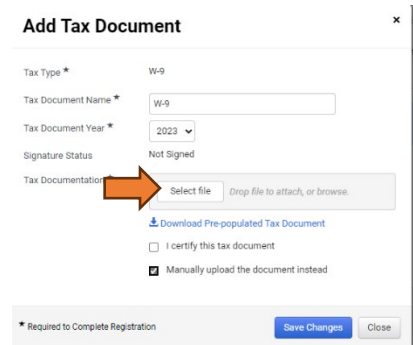 Add Tax Document ×
Tax Type ★ W-9
Tax Document Name ★ W-9
Tax Document Year ★ 2023
Signature Status Not Signed
Tax Documentation Select file Drop file to attach, or browse.
Download Pre-populated Tax Document
I certify this tax document
Manually upload the document instead
★ Required to Complete Registration Save Changes Close